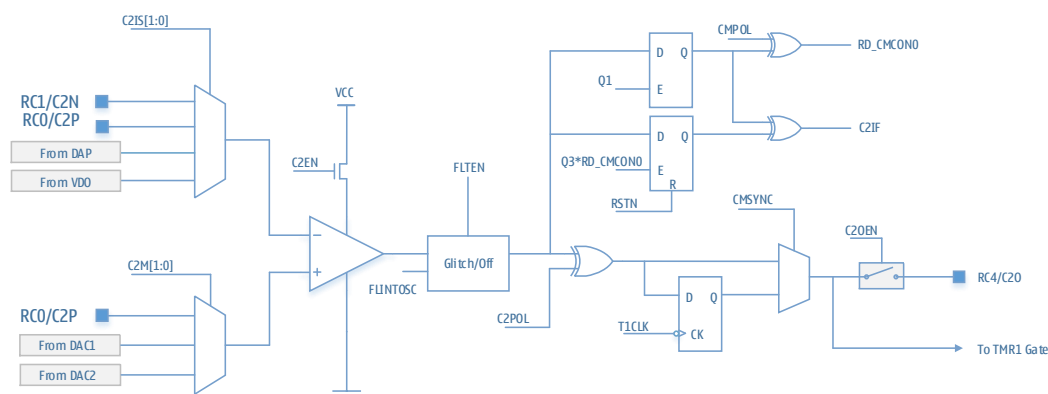 C2IS[1:0]
RC1/C2N
RC0/C2P
From DAP
From VDO
VCC
C2EN
−
+
C2M[1:0]
RC0/C2P
From DAC1
From DAC2
FLTEN
Glitch/Off
FLINTOSC
CMPOL
D Q
Q1
E
RD_CMCON0
D Q
Q3*RD_CMCON0
E
R
RSTN
C2IF
CMSYNC
C2OEN
C2POL
D Q
T1CLK
CK
RC4/C2O
To TMR1 Gate